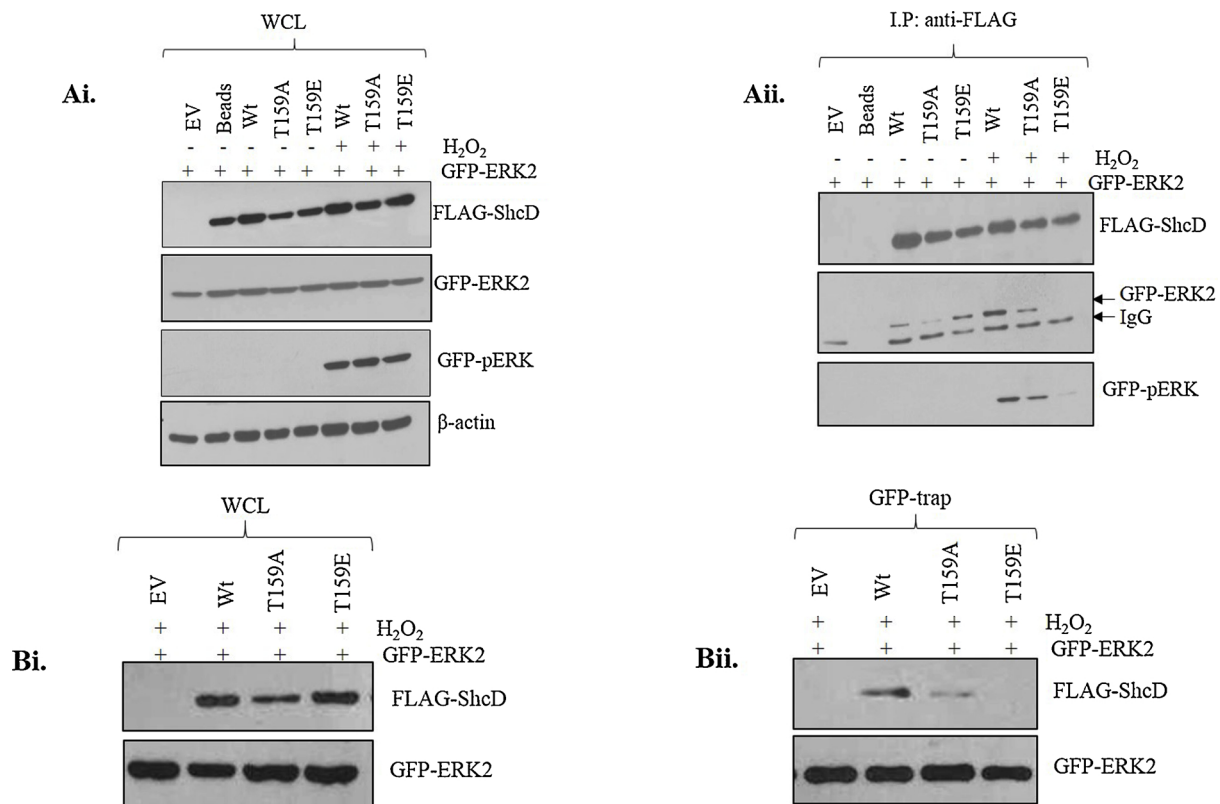 WCL
Ai.
EV Beads Wt T159A T159E Wt T159A T159E
- - - - - + + + H₂O₂
+ + + + + + + + GFP-ERK2
FLAG-ShcD
GFP-ERK2
GFP-pERK
β-actin
I.P: anti-FLAG
Aii.
EV Beads Wt T159A T159E Wt T159A T159E
- - - - - + + + H₂O₂
+ + + + + + + + GFP-ERK2
FLAG-ShcD
GFP-ERK2
IgG
GFP-pERK
WCL
Bi.
EV Wt T159A T159E
+ + + + H₂O₂
+ + + + GFP-ERK2
FLAG-ShcD
GFP-ERK2
GFP-trap
Bii.
EV Wt T159A T159E
+ + + + H₂O₂
+ + + + GFP-ERK2
FLAG-ShcD
GFP-ERK2